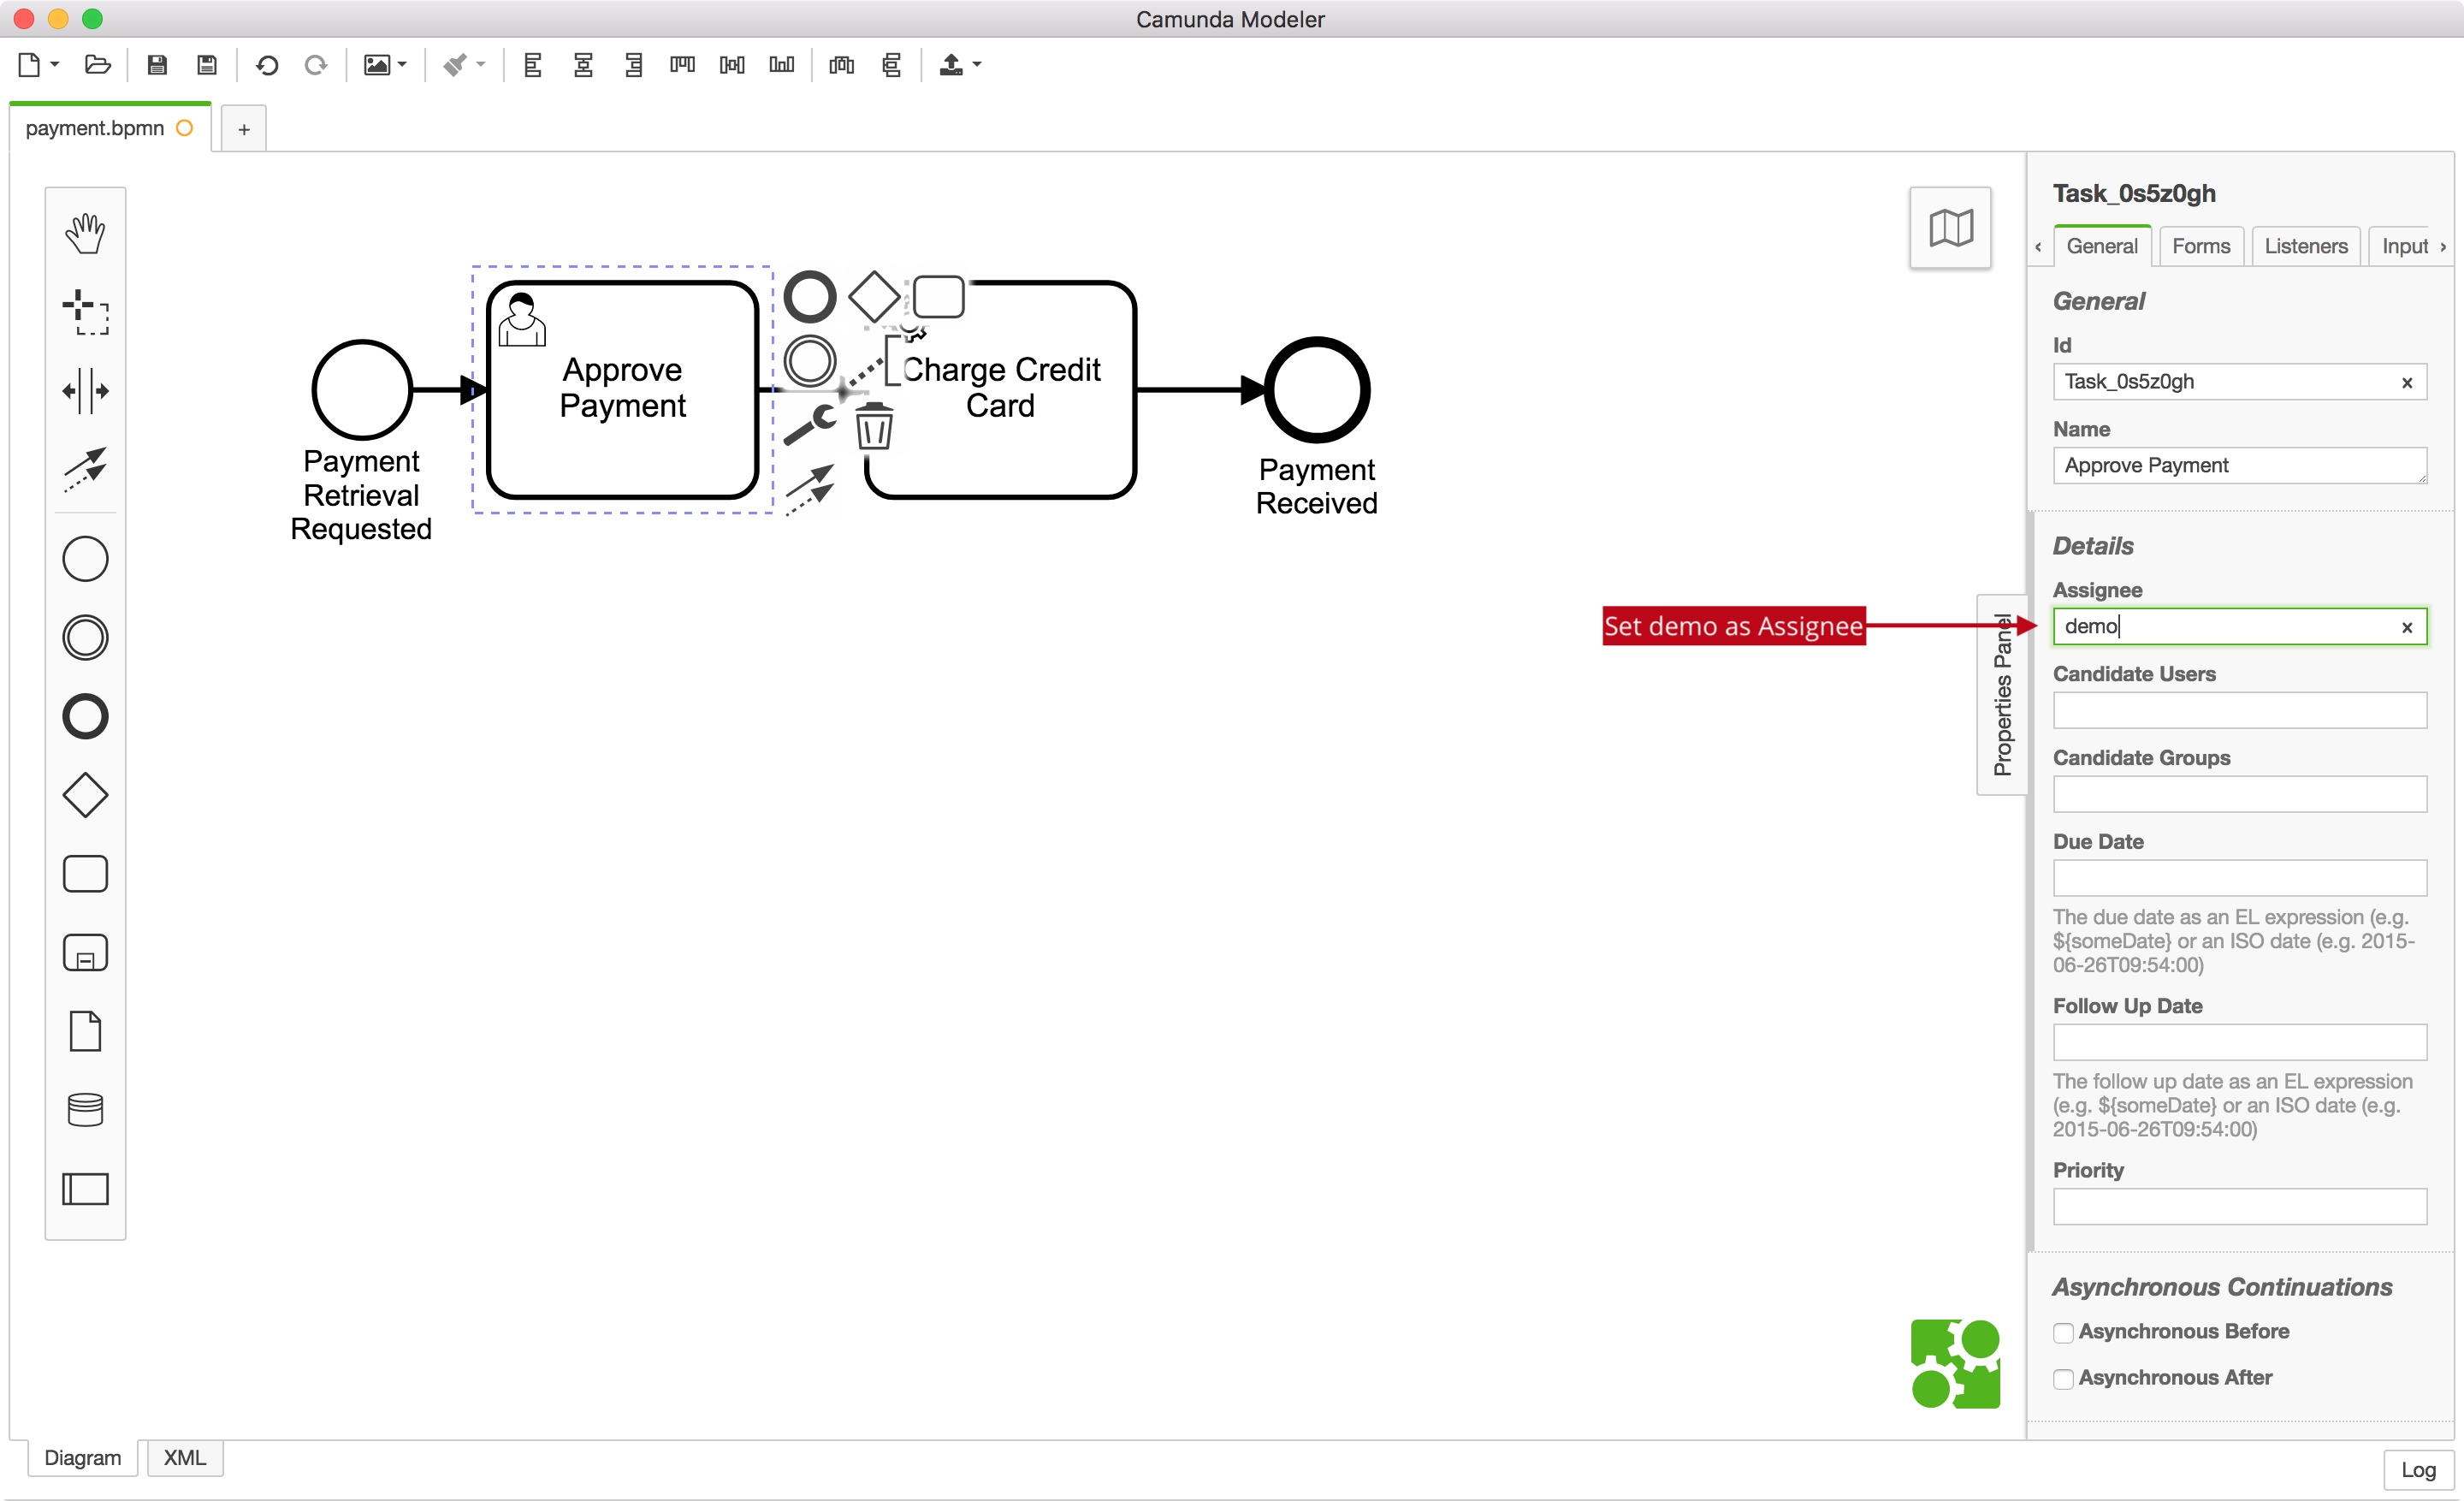 Camunda Modeler
payment.bpmn
+
Task_0s5z0gh
General
Forms
Listeners
Input
General
Id
Task_0s5z0gh
Name
Approve Payment
Details
Assignee
demo
Candidate Users
Candidate Groups
Due Date
The due date as an EL expression (e.g.
${someDate} or an ISO date (e.g. 2015-
06-26T09:54:00)
Follow Up Date
The follow up date as an EL expression
(e.g. ${someDate} or an ISO date (e.g.
2015-06-26T09:54:00)
Priority
Asynchronous Continuations
Asynchronous Before
Asynchronous After
Payment
Retrieval
Requested
Approve
Payment
Charge Credit
Card
Payment
Received
Set demo as Assignee
Properties Panel
Diagram
XML
Log